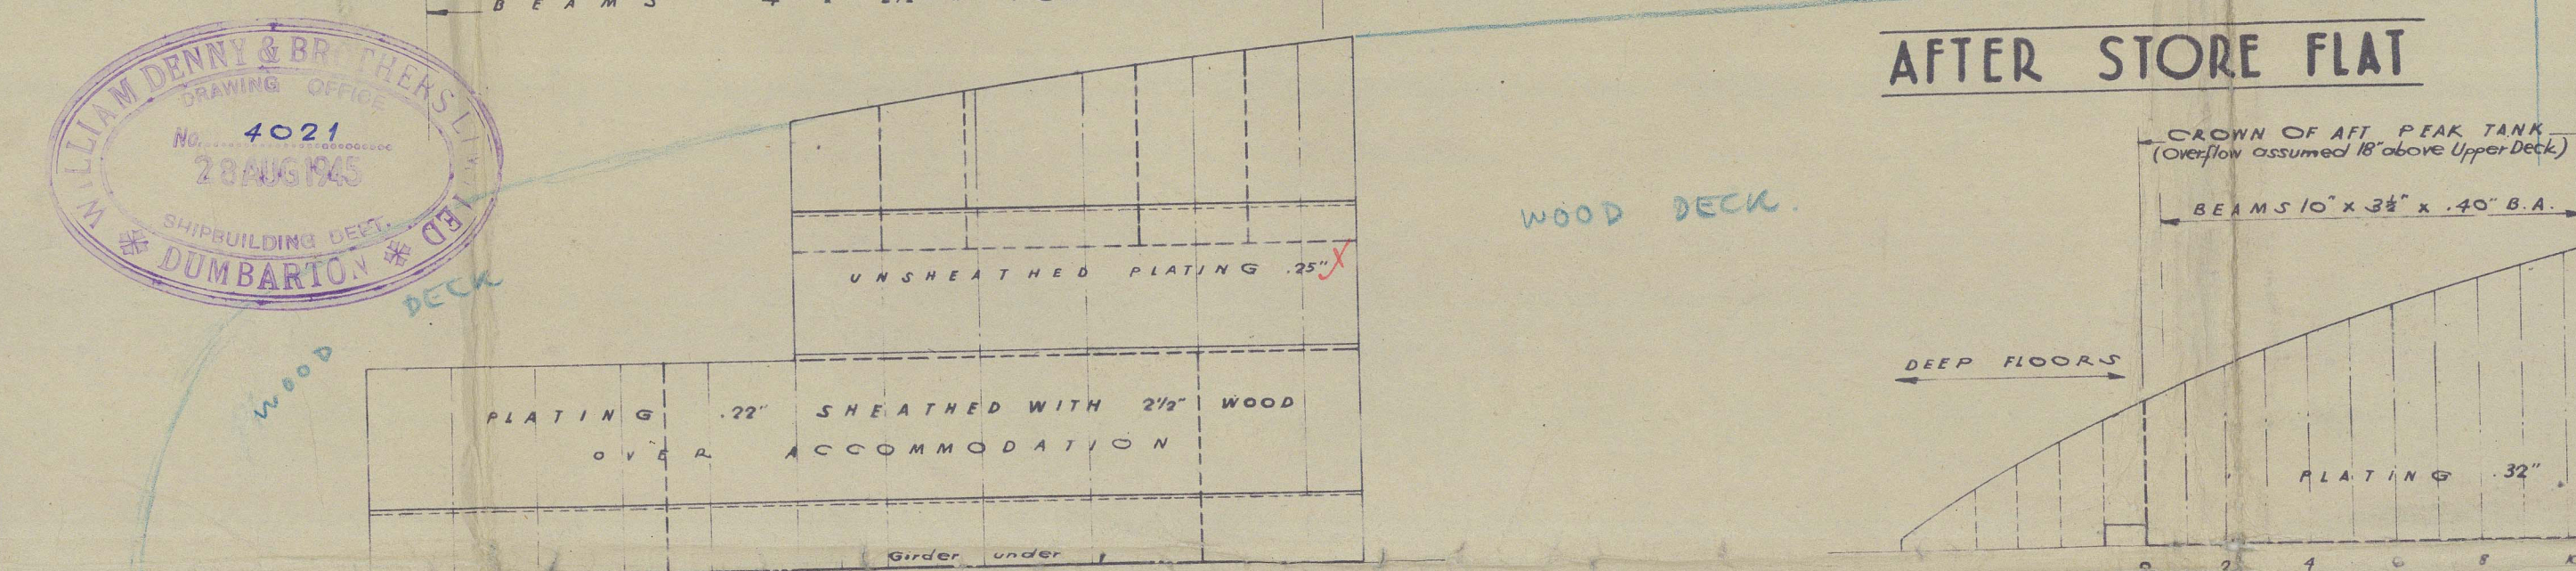 BEAMS
WILLIAM DENNY & BROTHERS LIMITED
DRAWING OFFICE
No. 4021
28 AUG 1945
SHIPBUILDING DEPT.
DUMBARTON
WOOD DECK
UNSHEATHED PLATING .25" X
PLATING .22" SHEATHED WITH 2½" WOOD
OVER ACCOMMODATION
Girder under
WOOD DECK.
AFTER STORE FLAT
CROWN OF AFT PEAK TANK
(Overflow assumed 18" above Upper Deck)
BEAMS 10" x 3½" x .40" B.A.
DEEP FLOORS
PLATING .32"
0 2 4 6 8